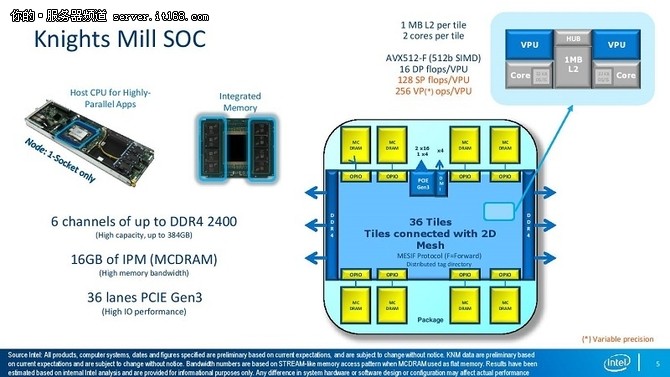 你的·服务器频道 server.it168.com
Knights Mill SOC
1 MB L2 per tile
2 cores per tile
AVX512-F (512b SIMD)
16 DP flops/VPU
128 SP flops/VPU
256 VP(*) ops/VPU
VPU
HUB
VPU
1MB
L2
Core
Core
Host CPU for Highly-
Parallel Apps
Integrated
Memory
Node: 1-Socket only
MC
DRAM
MC
DRAM
2 x16
1 x4
x4
MC
DRAM
MC
DRAM
OPIO
OPIO
PCIE
Gen3
D
M
I
OPIO
OPIO
DDR4
36 Tiles
Tiles connected with 2D
Mesh
MESIF Protocol (F=Forward)
Distributed tag directory
DDR4
OPIO
OPIO
OPIO
OPIO
MC
DRAM
MC
DRAM
MC
DRAM
MC
DRAM
Package
6 channels of up to DDR4 2400
(High capacity, up to 384GB)
16GB of IPM (MCDRAM)
(High memory bandwidth)
36 lanes PCIE Gen3
(High IO performance)
(*) Variable precision
Source Intel: All products, computer systems, dates and figures specified are preliminary based on current expectations, and are subject to change without notice. KNM data are preliminary based
on current expectations and are subject to change without notice. Bandwidth numbers are based on STREAM-like memory access pattern when MCDRAM used as flat memory. Results have been
estimated based on internal Intel analysis and are provided for informational purposes only. Any difference in system hardware or software design or configuration may affect actual performance
intel
5